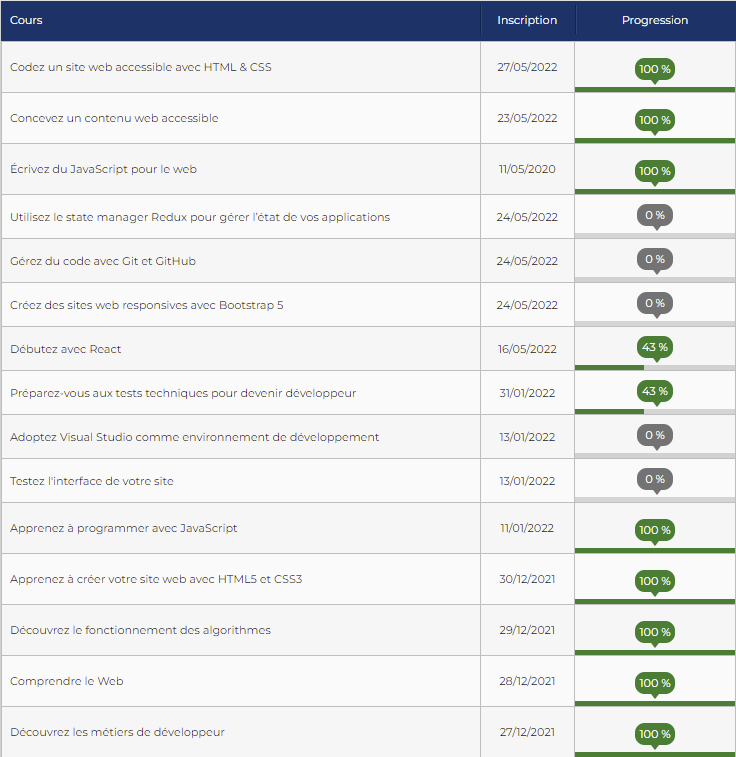 Cours Inscription Progression
Codez un site web accessible avec HTML & CSS 27/05/2022 100 %
Concevez un contenu web accessible 23/05/2022 100 %
Écrivez du JavaScript pour le web 11/05/2020 100 %
Utilisez le state manager Redux pour gérer l'état de vos applications 24/05/2022 0 %
Gérez du code avec Git et GitHub 24/05/2022 0 %
Créez des sites web responsives avec Bootstrap 5 24/05/2022 0 %
Débutez avec React 16/05/2022 43 %
Préparez-vous aux tests techniques pour devenir développeur 31/01/2022 43 %
Adoptez Visual Studio comme environnement de développement 13/01/2022 0 %
Testez l'interface de votre site 13/01/2022 0 %
Apprenez à programmer avec JavaScript 11/01/2022 100 %
Apprenez à créer votre site web avec HTML5 et CSS3 30/12/2021 100 %
Découvrez le fonctionnement des algorithmes 29/12/2021 100 %
Comprendre le Web 28/12/2021 100 %
Découvrez les métiers de développeur 27/12/2021 100 %